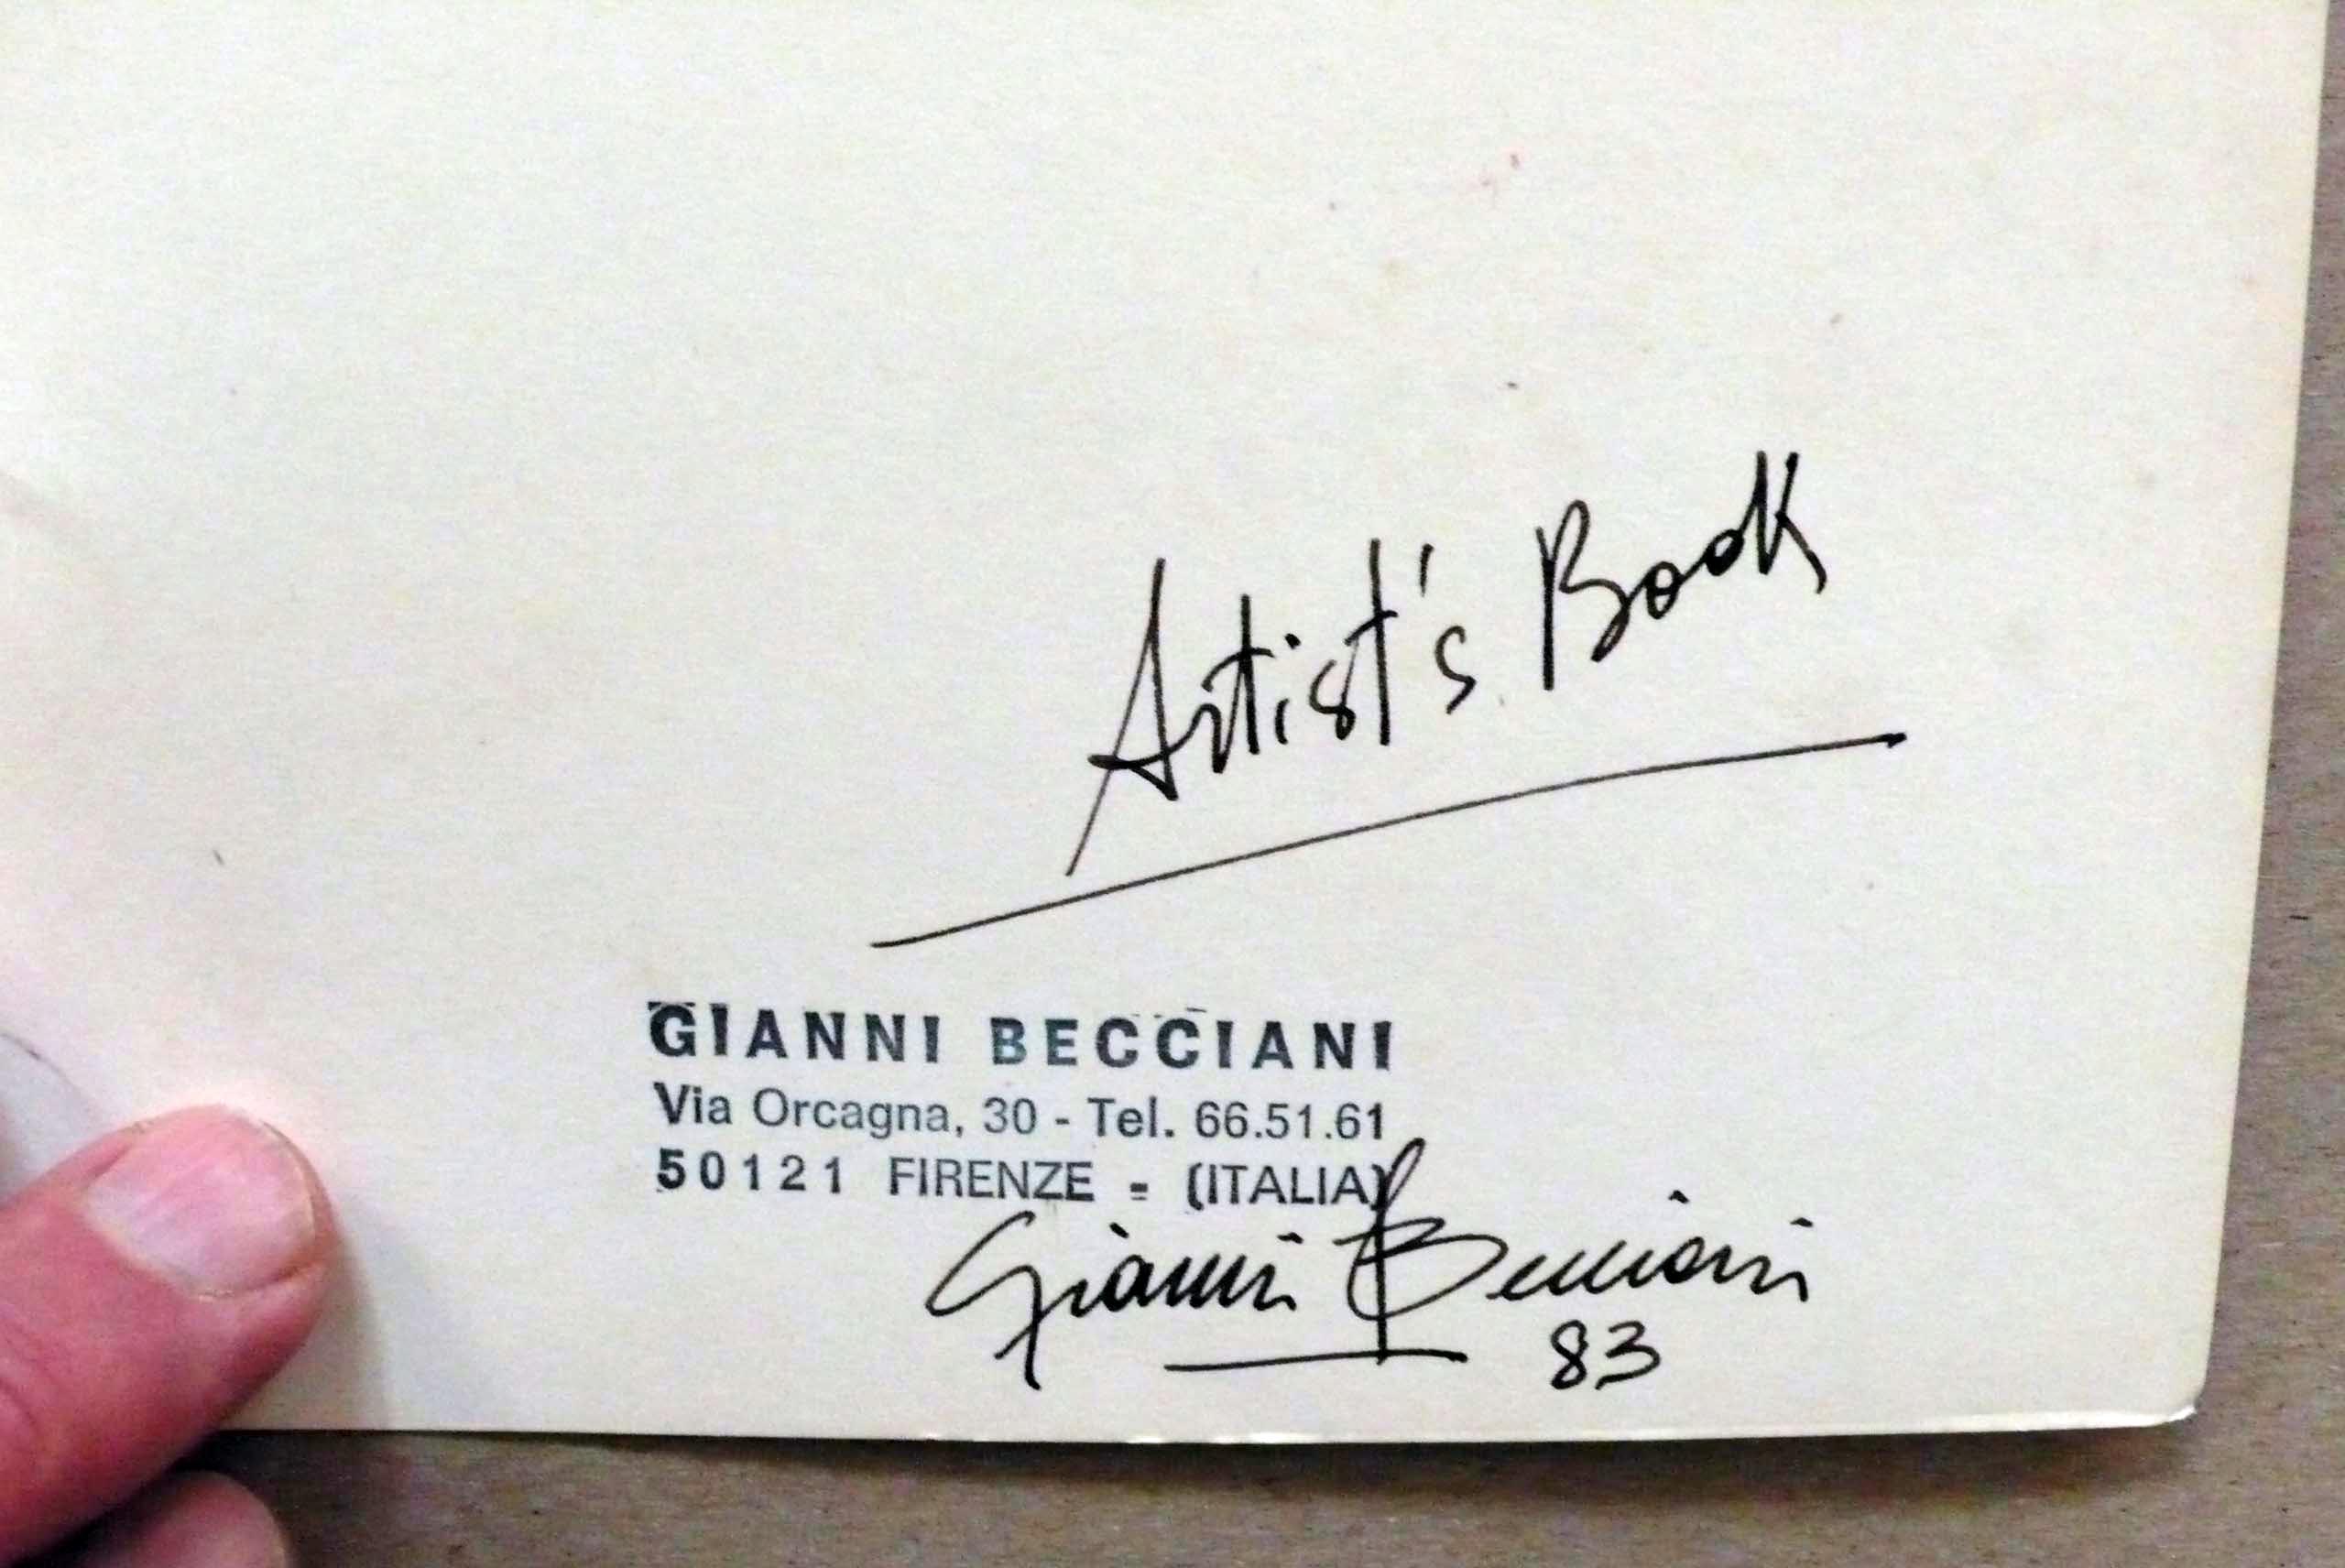 Artist's Book
GIANNI BECCIANI
Via Orcagna, 30 - Tel. 66.51.61
50121 FIRENZE - (ITALIA)
Gianni Becciani
83